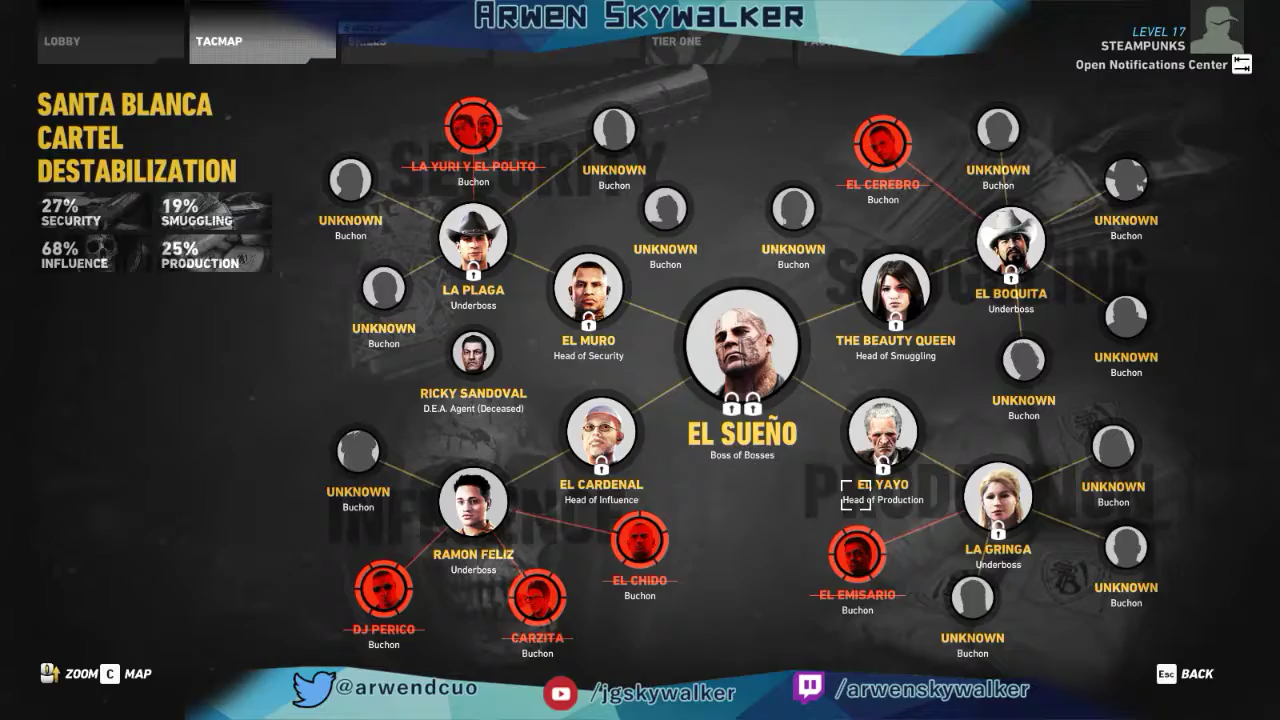 ARWEN SKYWALKER
LOBBY
TACMAP
SKILLS
TIER ONE
LEVEL 17
STEAMPUNKS
Open Notifications Center
SANTA BLANCA
CARTEL
DESTABILIZATION
27%
SECURITY
19%
SMUGGLING
68%
INFLUENCE
25%
PRODUCTION
SECURITY
SMUGGLING
INFLUENCE
PRODUCTION
LA YURI Y EL POLITO
Buchon
UNKNOWN
Buchon
EL CEREBRO
Buchon
UNKNOWN
Buchon
UNKNOWN
Buchon
UNKNOWN
Buchon
UNKNOWN
Buchon
UNKNOWN
Buchon
LA PLAGA
Underboss
EL BOQUITA
Underboss
UNKNOWN
Buchon
EL MURO
Head of Security
THE BEAUTY QUEEN
Head of Smuggling
UNKNOWN
Buchon
RICKY SANDOVAL
D.E.A. Agent (Deceased)
UNKNOWN
Buchon
EL SUEÑO
Boss of Bosses
UNKNOWN
Buchon
EL CARDENAL
Head of Influence
EL YAYO
Head of Production
UNKNOWN
Buchon
RAMON FELIZ
Underboss
LA GRINGA
Underboss
EL CHIDO
Buchon
EL EMISARIO
Buchon
UNKNOWN
Buchon
DJ PERICO
Buchon
CARZITA
Buchon
UNKNOWN
Buchon
ZOOM C MAP
Esc BACK
@arwendcuo
/jgskywalker
/arwenskywalker